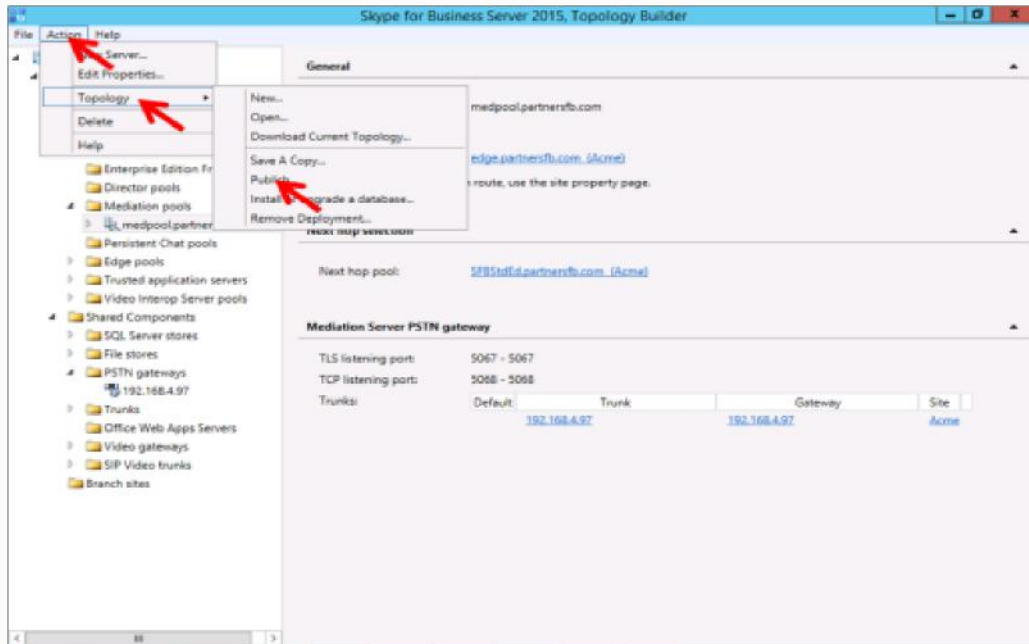 Skype for Business Server 2015, Topology Builder
File Action Help
Server...
Edit Properties...
Topology
Delete
Help
New...
Open...
Download Current Topology...
Save A Copy...
Publish
Install upgrade a database...
Remove Deployment...
Enterprise Edition Fr
Director pools
Mediation pools
medpool.partner
Persistent Chat pools
Edge pools
Trusted application servers
Video Interop Server pools
Shared Components
SQL Server stores
File stores
PSTN gateways
192.168.4.97
Trunks
Office Web Apps Servers
Video gateways
SIP Video trunks
Branch sites
General
medpool.partnersfb.com
edge.partnersfb.com (Acme)
route, use the site property page.
Next hop selection
Next hop pool: SFBStdEd.partnersfb.com (Acme)
Mediation Server PSTN gateway
TLS listening port: 5067 - 5067
TCP listening port: 5068 - 5068
Trunks: Default Trunk Gateway Site
192.168.4.97 192.168.4.97 Acme